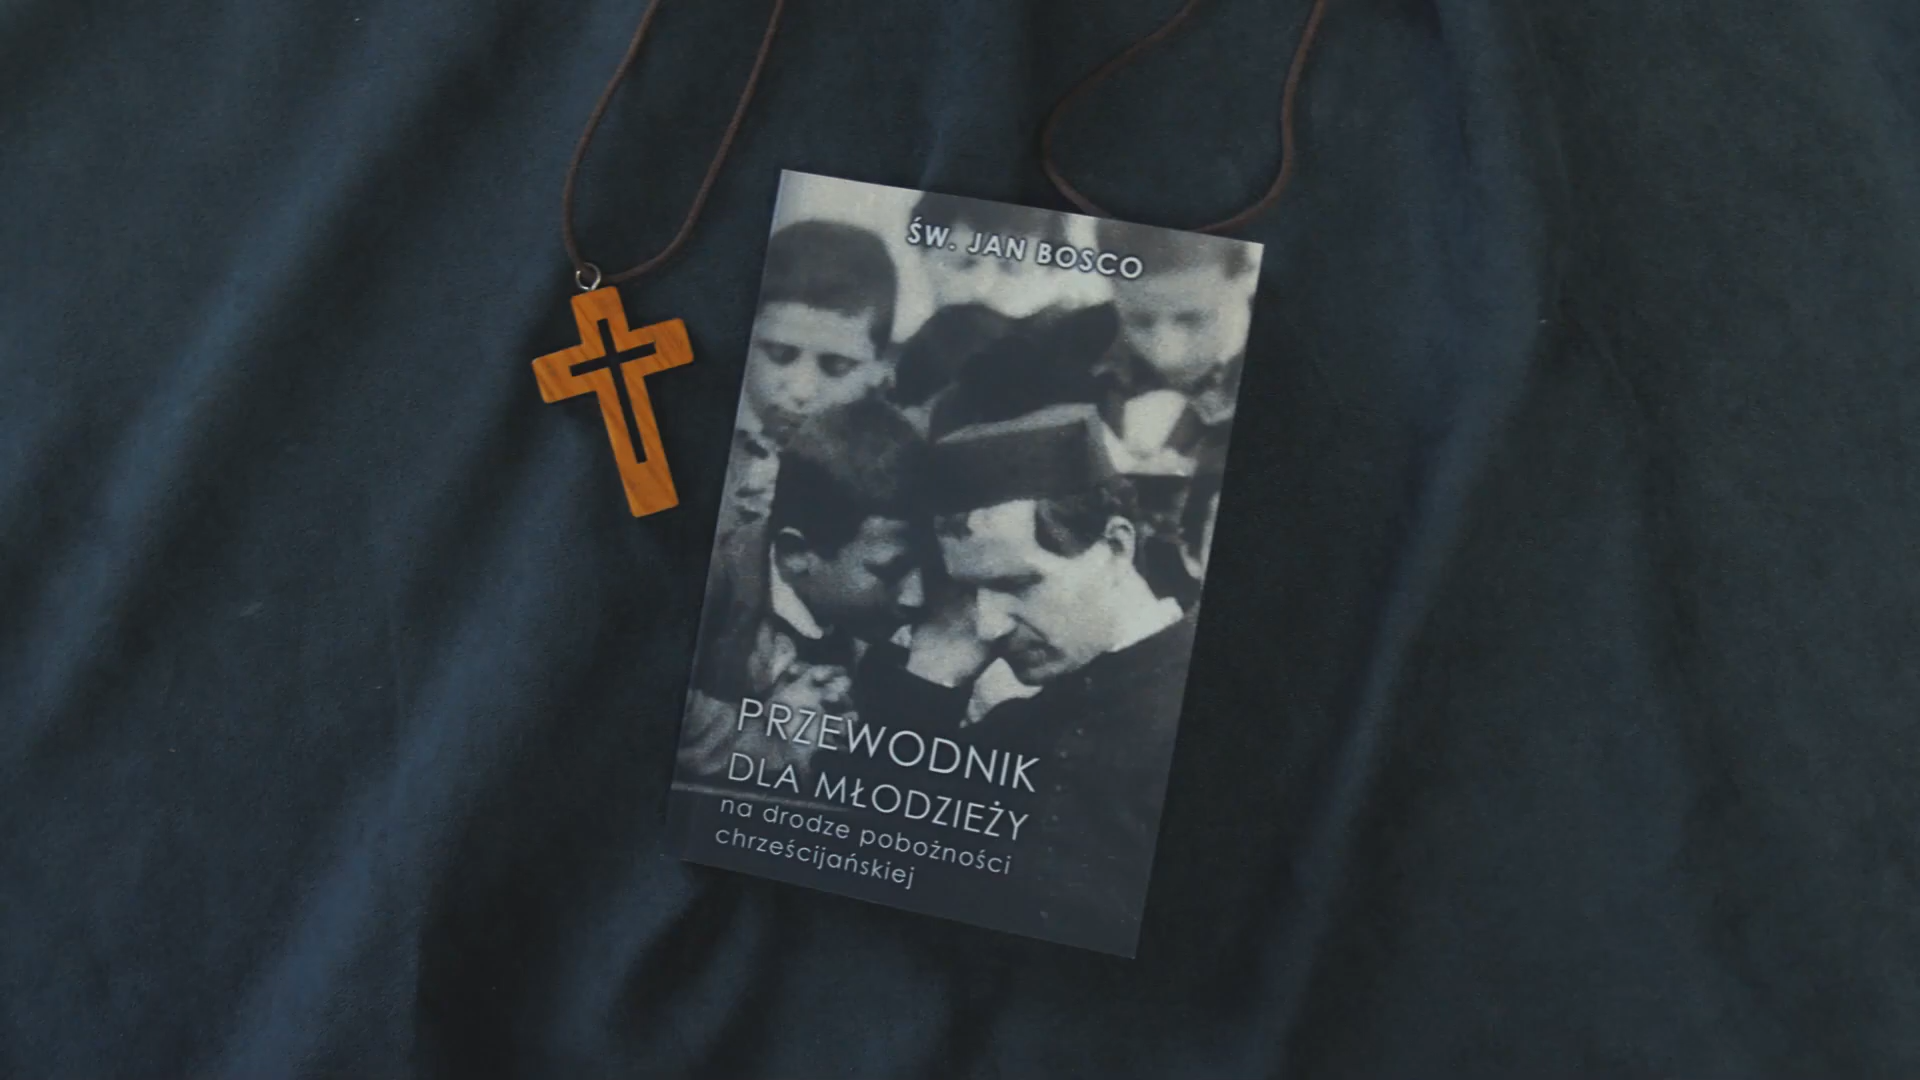 ŚW. JAN BOSCO
PRZEWODNIK
DLA MŁODZIEŻY
na drodze pobożności
chrześcijańskiej